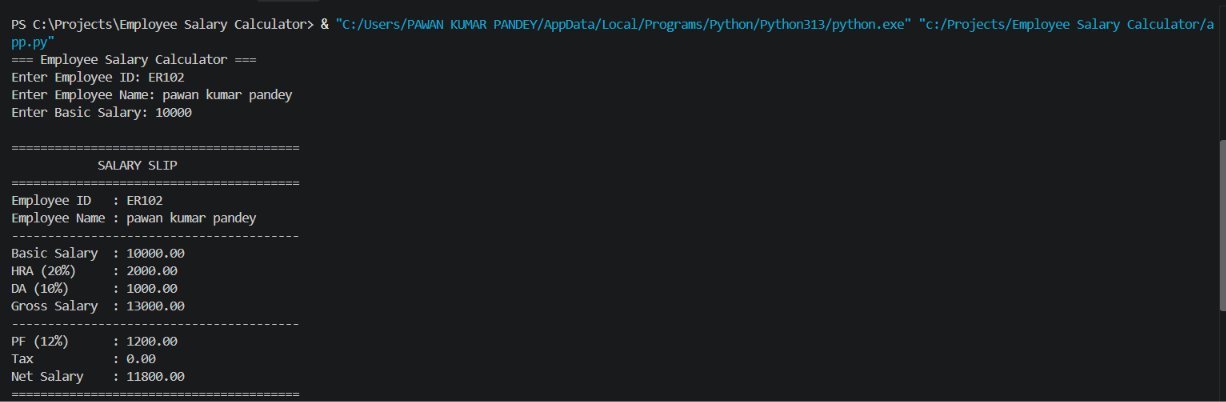 PS C:\Projects\Employee Salary Calculator> & "C:/Users/PAWAN KUMAR PANDEY/AppData/Local/Programs/Python/Python313/python.exe" "c:/Projects/Employee Salary Calculator/a
pp.py"
=== Employee Salary Calculator ===
Enter Employee ID: ER102
Enter Employee Name: pawan kumar pandey
Enter Basic Salary: 10000

========================================
            SALARY SLIP
========================================
Employee ID   : ER102
Employee Name : pawan kumar pandey
----------------------------------------
Basic Salary  : 10000.00
HRA (20%)     : 2000.00
DA (10%)      : 1000.00
Gross Salary  : 13000.00
----------------------------------------
PF (12%)      : 1200.00
Tax           : 0.00
Net Salary    : 11800.00
========================================